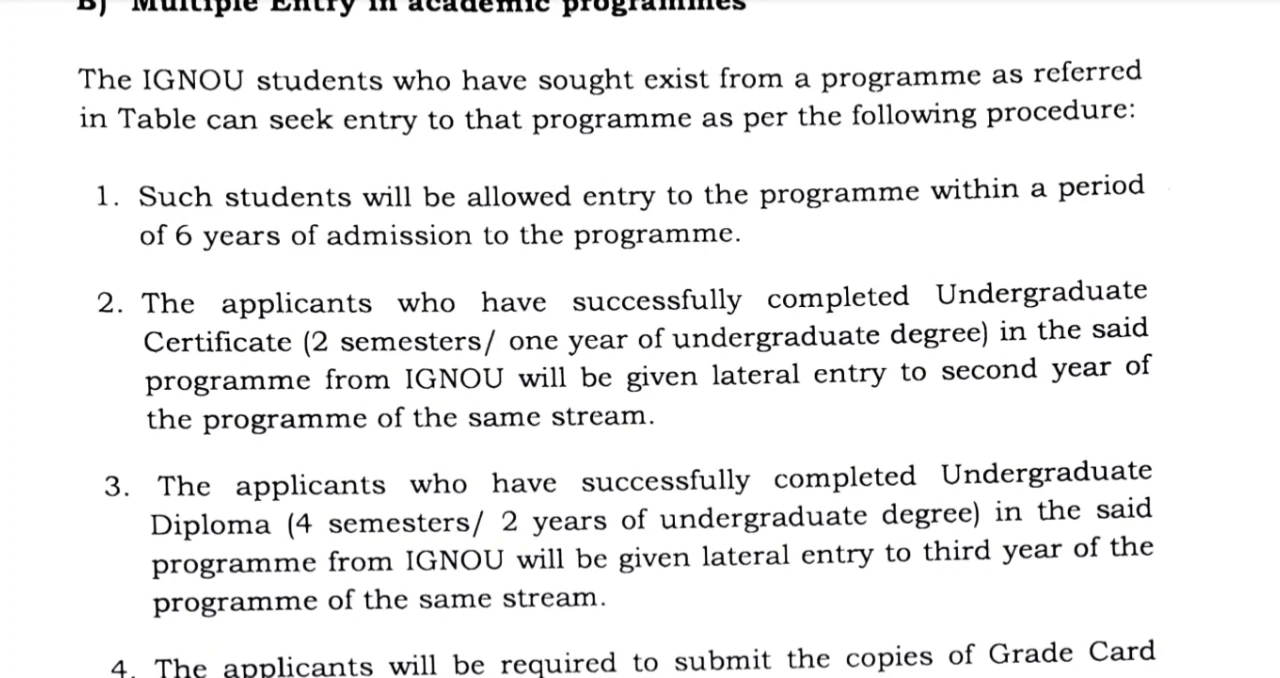 B) Multiple Entry in academic programmes
The IGNOU students who have sought exist from a programme as referred
in Table can seek entry to that programme as per the following procedure:
1. Such students will be allowed entry to the programme within a period
of 6 years of admission to the programme.
2. The applicants who have successfully completed Undergraduate
Certificate (2 semesters/ one year of undergraduate degree) in the said
programme from IGNOU will be given lateral entry to second year of
the programme of the same stream.
3. The applicants who have successfully completed Undergraduate
Diploma (4 semesters/ 2 years of undergraduate degree) in the said
programme from IGNOU will be given lateral entry to third year of the
programme of the same stream.
4. The applicants will be required to submit the copies of Grade Card